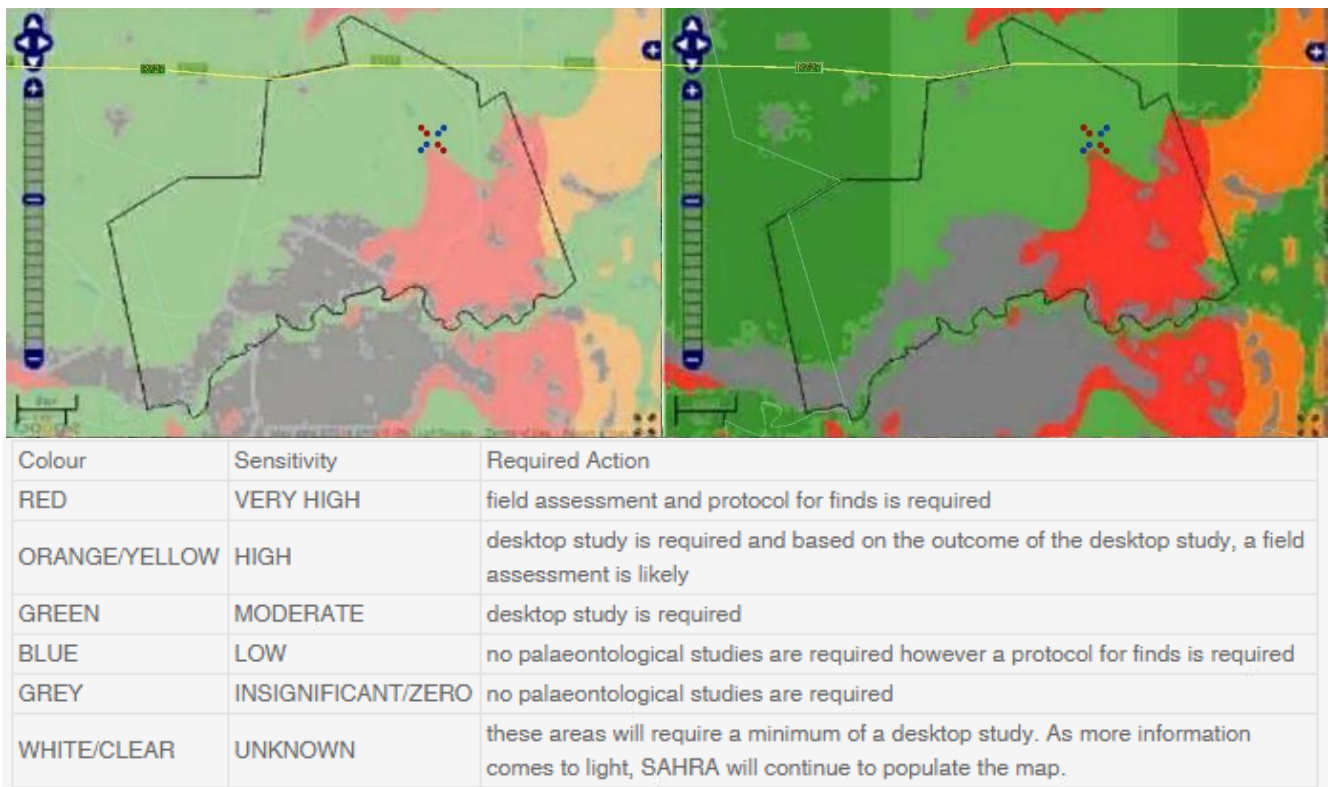 Colour Sensitivity Required Action
RED VERY HIGH field assessment and protocol for finds is required
ORANGE/YELLOW HIGH desktop study is required and based on the outcome of the desktop study, a field
assessment is likely
GREEN MODERATE desktop study is required
BLUE LOW no palaeontological studies are required however a protocol for finds is required
GREY INSIGNIFICANT/ZERO no palaeontological studies are required
WHITE/CLEAR UNKNOWN these areas will require a minimum of a desktop study. As more information
comes to light, SAHRA will continue to populate the map.